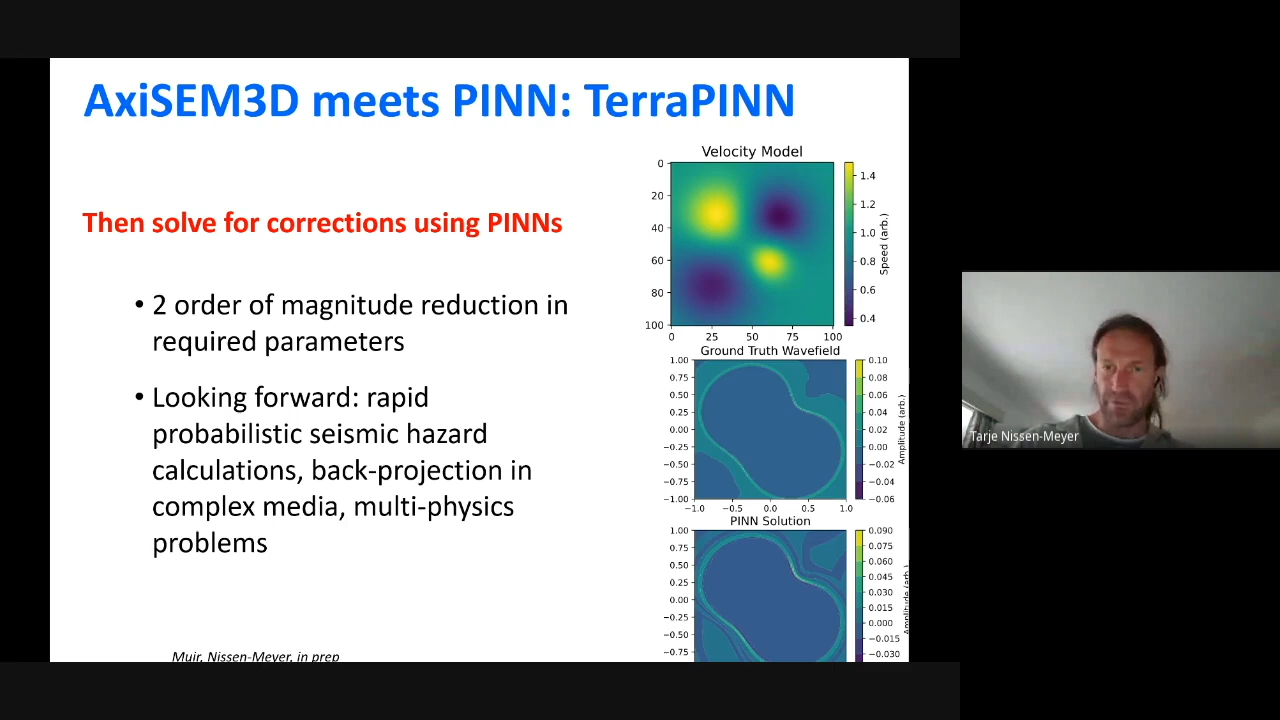 AxiSEM3D meets PINN: TerraPINN
Then solve for corrections using PINNs
• 2 order of magnitude reduction in
required parameters
• Looking forward: rapid
probabilistic seismic hazard
calculations, back-projection in
complex media, multi-physics
problems
Muir, Nissen-Meyer, in prep
Velocity Model
0
20
40
60
80
100
0 25 50 75 100
1.4
1.2
1.0
0.8
0.6
0.4
Speed (arb.)
Ground Truth Wavefield
1.00
0.75
0.50
0.25
0.00
−0.25
−0.50
−0.75
−1.00
−1.0 −0.5 0.0 0.5 1.0
0.10
0.08
0.06
0.04
0.02
0.00
−0.02
−0.04
−0.06
Amplitude (arb.)
PINN Solution
1.00
0.75
0.50
0.25
0.00
−0.25
−0.50
−0.75
0.090
0.075
0.060
0.045
0.030
0.015
0.000
−0.015
−0.030
Amplitude (arb.)
Tarje Nissen-Meyer